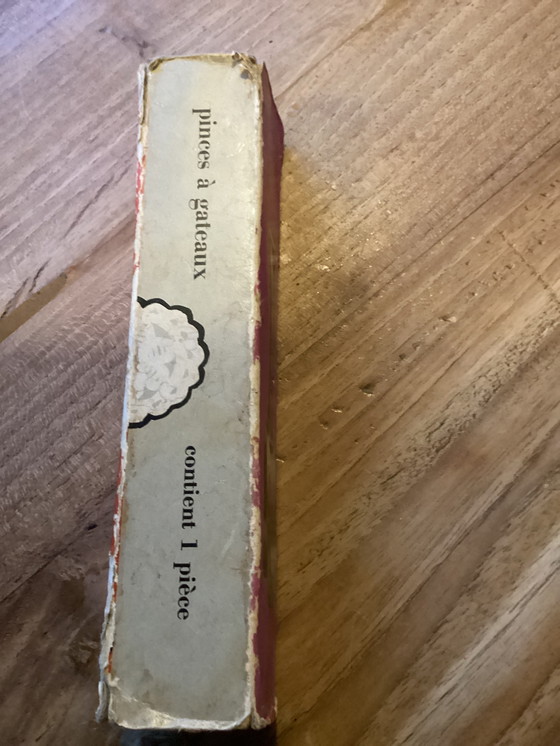 pinces à gateaux
contient 1 pièce